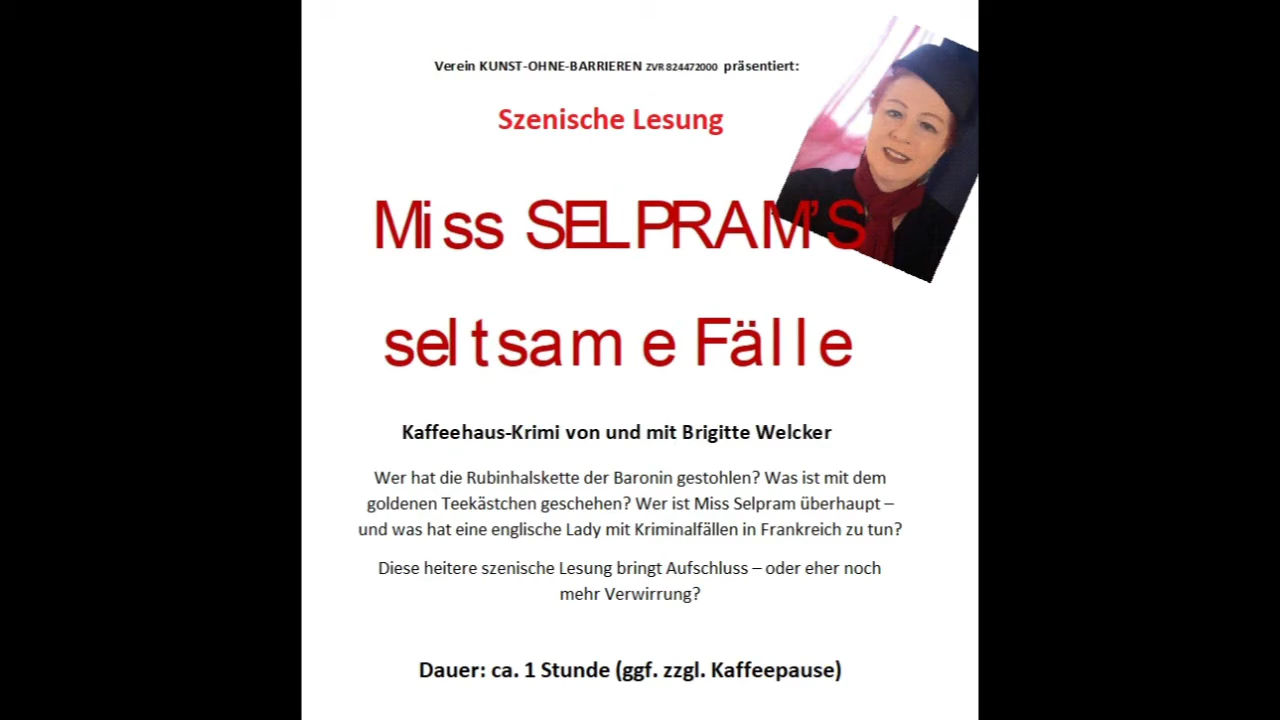 Verein KUNST-OHNE-BARRIEREN ZVR 824472000 präsentiert:
Szenische Lesung
Miss SELPRAM'S
seltsame Fälle
Kaffeehaus-Krimi von und mit Brigitte Welcker
Wer hat die Rubinhalskette der Baronin gestohlen? Was ist mit dem
goldenen Teekästchen geschehen? Wer ist Miss Selpram überhaupt –
und was hat eine englische Lady mit Kriminalfällen in Frankreich zu tun?
Diese heitere szenische Lesung bringt Aufschluss – oder eher noch
mehr Verwirrung?
Dauer: ca. 1 Stunde (ggf. zzgl. Kaffeepause)